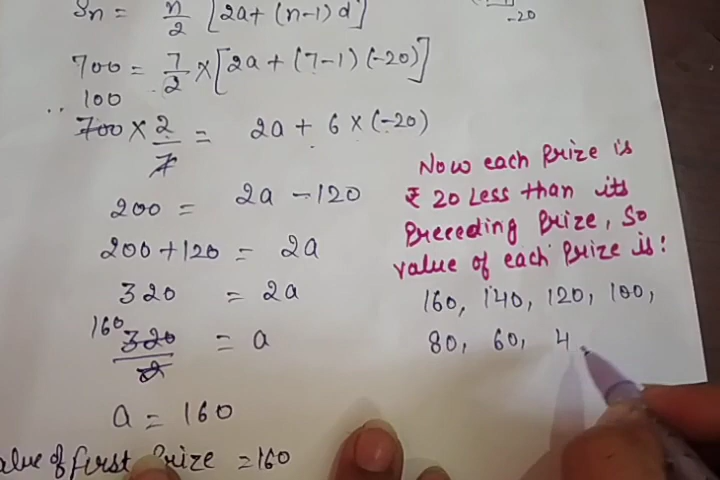 Sn = n/2 [2a + (n-1) d]
-20
700 = 7/2 × [2a + (7-1) (-20)]
100
700 × 2/7 = 2a + 6 × (-20)
200 = 2a - 120
200 + 120 = 2a
320 = 2a
160
320/2 = a
a = 160
alue of first Prize = 160
Now each Prize is
₹ 20 Less than its
Preceding Prize, So
value of each Prize is:
160, 140, 120, 100,
80, 60, 4